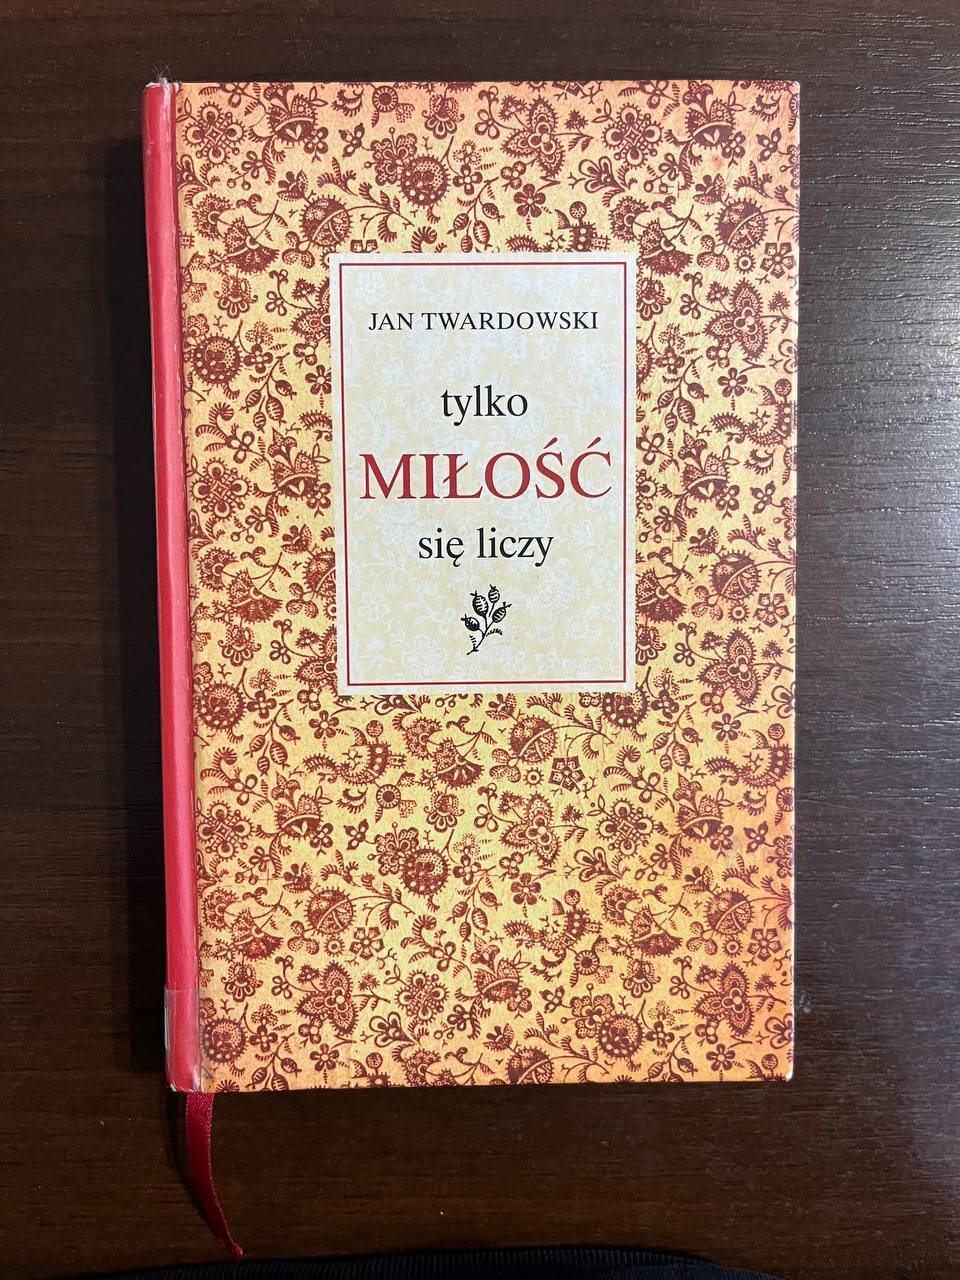 JAN TWARDOWSKI
tylko
MIŁOŚĆ
się liczy